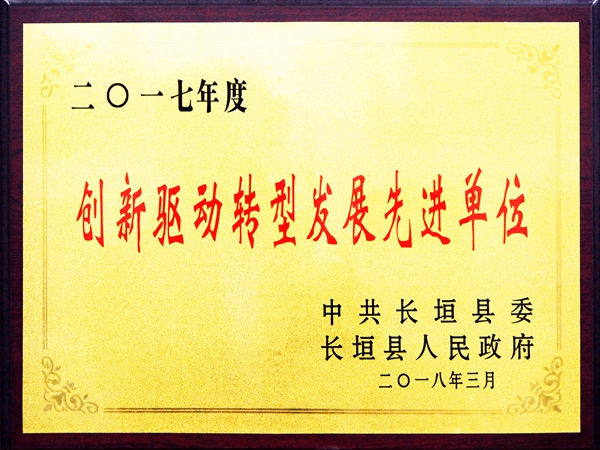 二〇一七年度
创新驱动转型发展先进单位
中共长垣县委
长垣县人民政府
二〇一八年三月